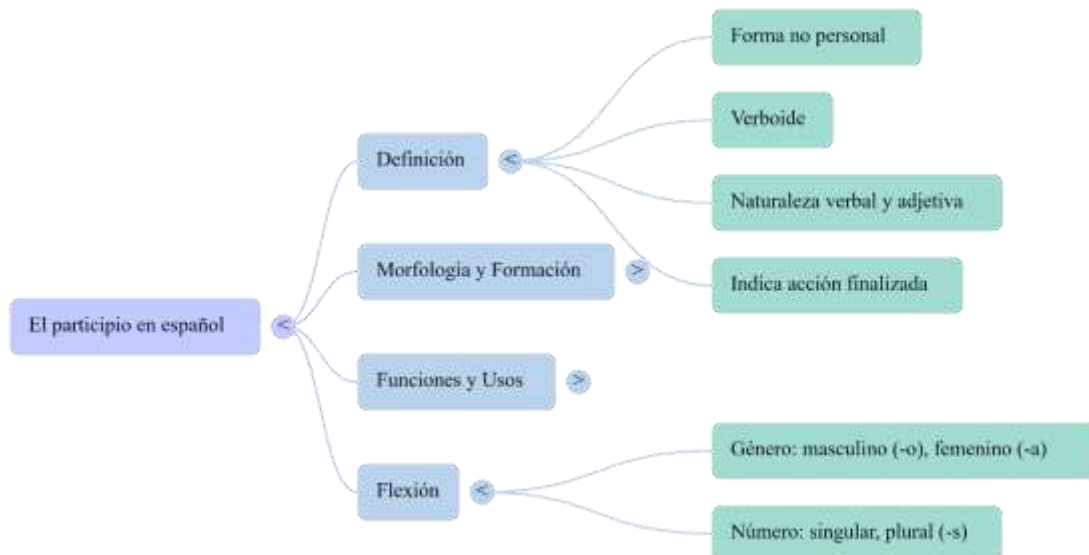 El participio en español
Definición
Forma no personal
Verboide
Naturaleza verbal y adjetiva
Indica acción finalizada
Morfología y Formación
Funciones y Usos
Flexión
Género: masculino (-o), femenino (-a)
Número: singular, plural (-s)